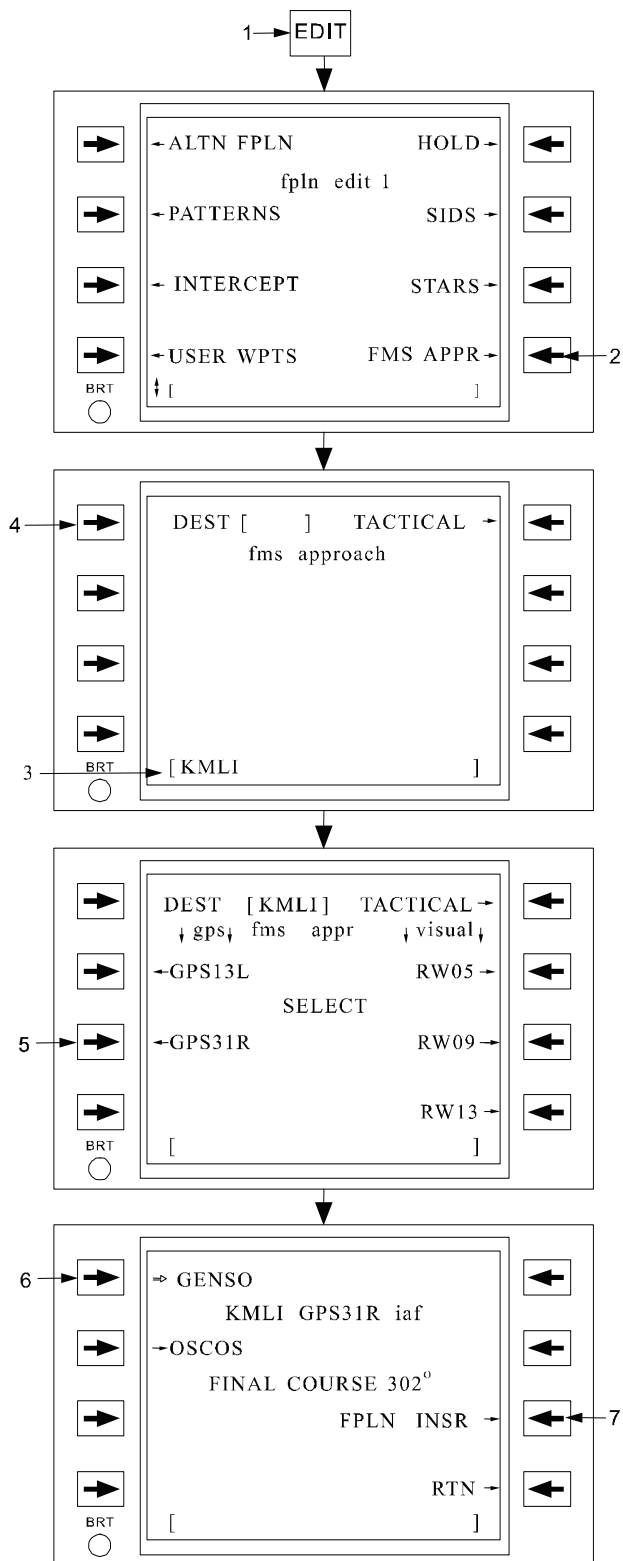 1 EDIT
←ALTN FPLN HOLD→
fpln edit 1
←PATTERNS SIDS→
← INTERCEPT STARS→
←USER WPTS FMS APPR→ 2
BRT
[ ]
4 DEST [ ] TACTICAL →
fms approach
BRT
3 [KMLI ]
DEST [KMLI] TACTICAL→
↓ gps↓ fms appr ↓ visual ↓
←GPS13L RW05→
SELECT
5 ←GPS31R RW09→
RW13→
BRT
[ ]
6 ⇒ GENSO
KMLI GPS31R iaf
→OSCOS
FINAL COURSE 302°
FPLN INSR → 7
RTN→
BRT
[ ]